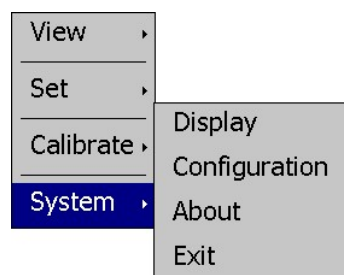 View
Set
Calibrate
System
Display
Configuration
About
Exit